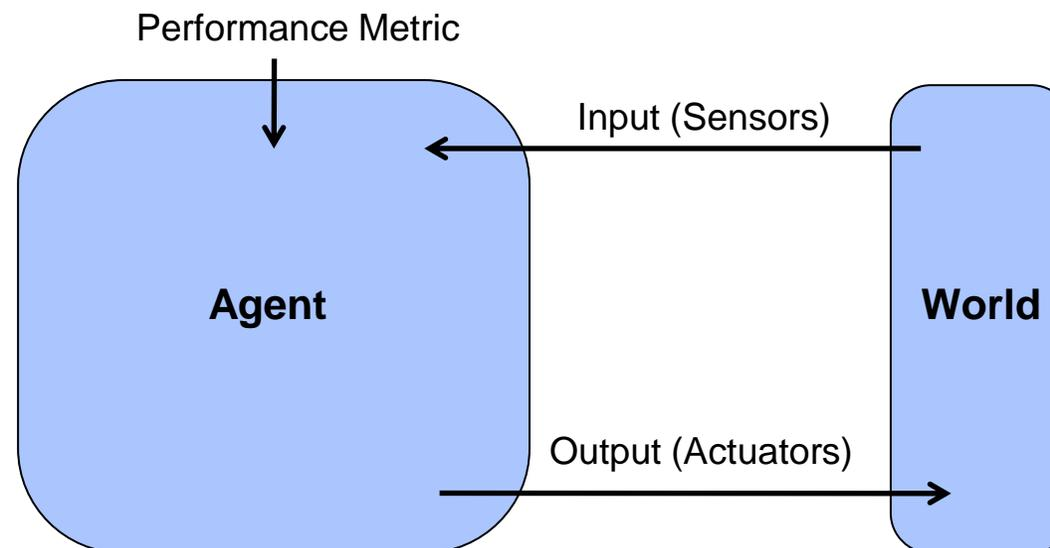 Performance Metric
Input (Sensors)
Agent
World
Output (Actuators)